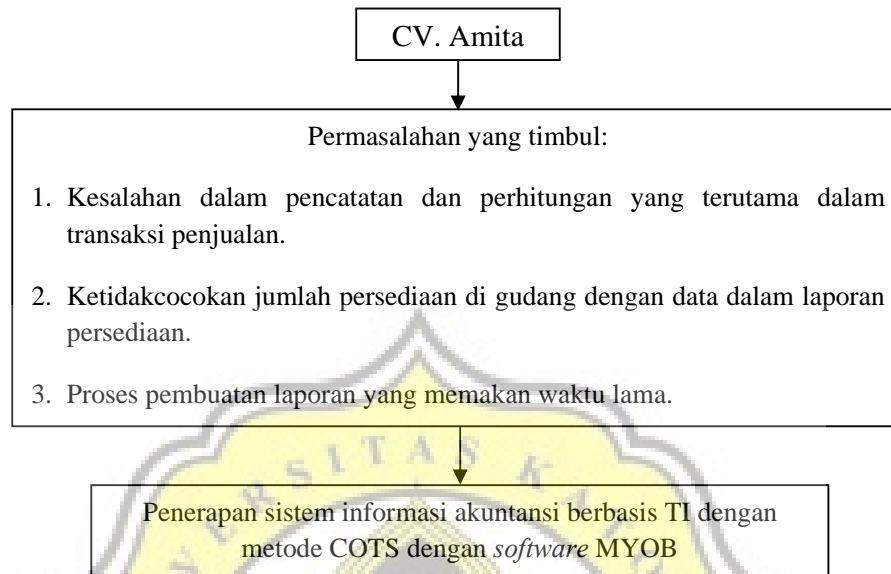 CV. Amita
Permasalahan yang timbul:
1. Kesalahan dalam pencatatan dan perhitungan yang terutama dalam
transaksi penjualan.
2. Ketidakcocokan jumlah persediaan di gudang dengan data dalam laporan
persediaan.
3. Proses pembuatan laporan yang memakan waktu lama.
Penerapan sistem informasi akuntansi berbasis TI dengan
metode COTS dengan software MYOB